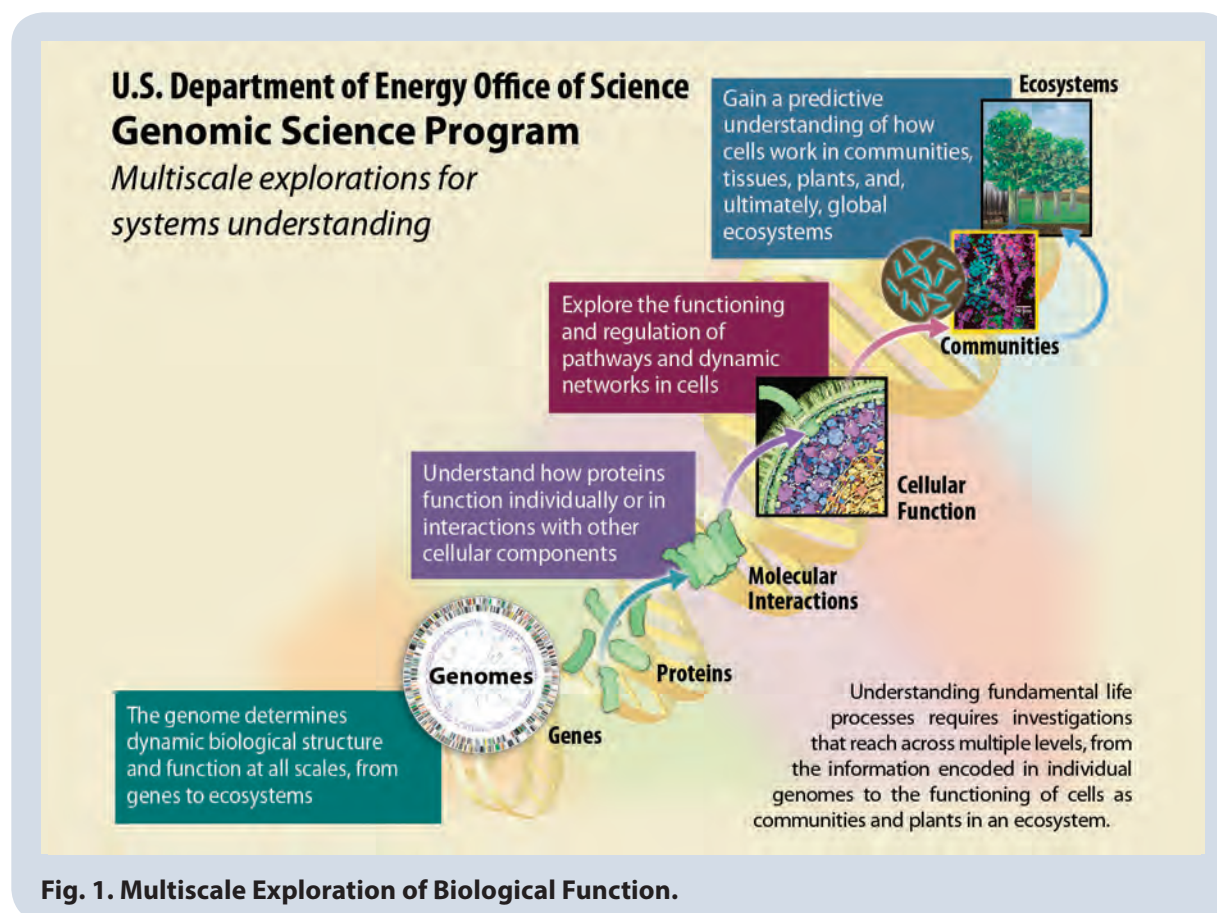 U.S. Department of Energy Office of Science
Genomic Science Program
Multiscale explorations for
systems understanding
Ecosystems
Gain a predictive
understanding of how
cells work in communities,
tissues, plants, and,
ultimately, global
ecosystems
Communities
Explore the functioning
and regulation of
pathways and dynamic
networks in cells
Cellular
Function
Understand how proteins
function individually or in
interactions with other
cellular components
Molecular
Interactions
Genomes
Proteins
Genes
The genome determines
dynamic biological structure
and function at all scales, from
genes to ecosystems
Understanding fundamental life
processes requires investigations
that reach across multiple levels, from
the information encoded in individual
genomes to the functioning of cells as
communities and plants in an ecosystem.
Fig. 1. Multiscale Exploration of Biological Function.